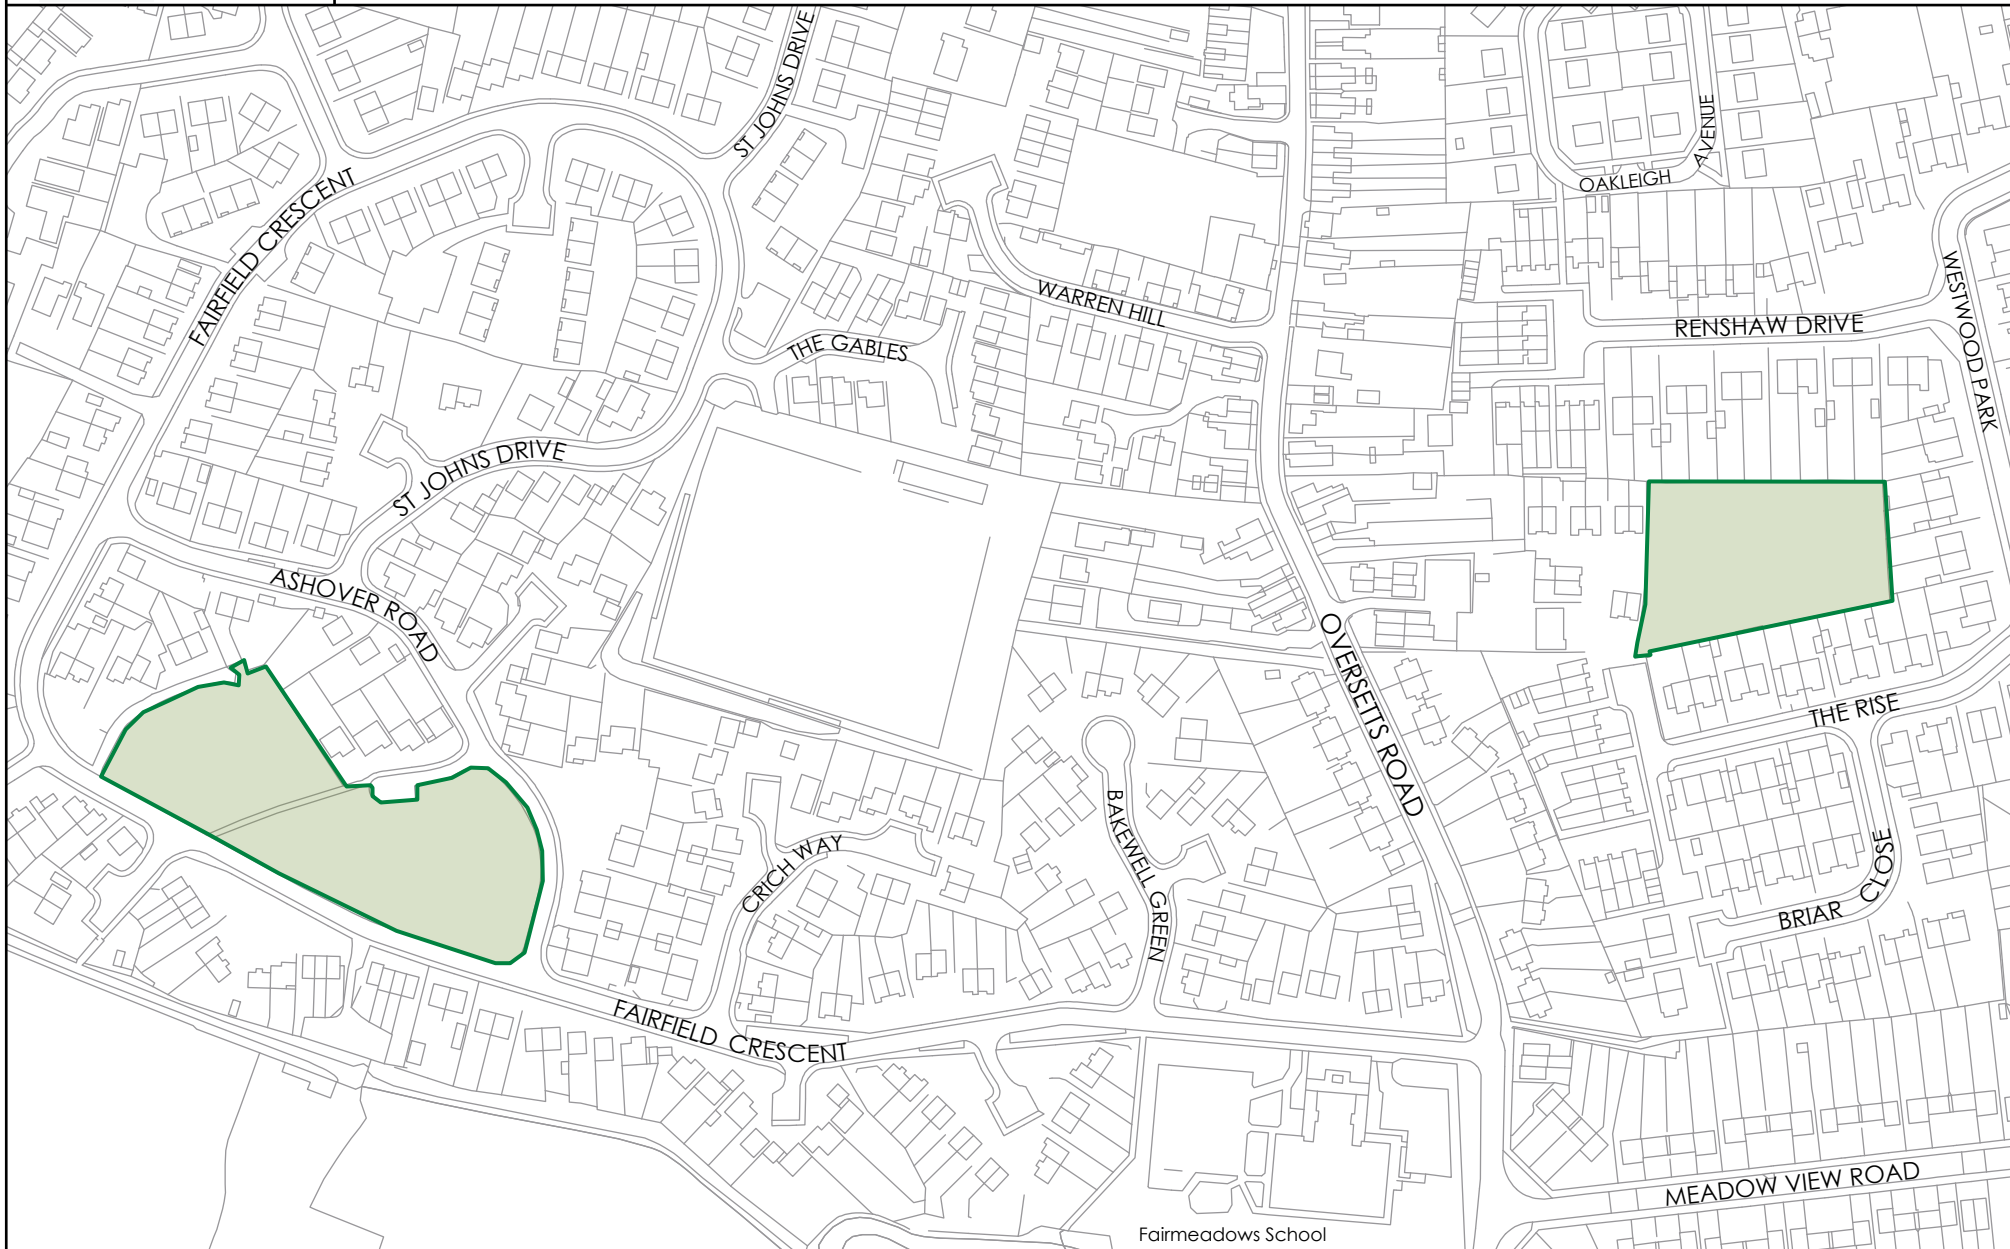 ST JOHNS DRIVE
AVENUE
OAKLEIGH
FAIRFIELD CRESCENT
WARREN HILL
WESTWOOD PARK
RENSHAW DRIVE
THE GABLES
ST JOHNS DRIVE
ASHOVER ROAD
OVERSETTS ROAD
THE RISE
BAKEWELL GREEN
CRICH WAY
BRIAR CLOSE
FAIRFIELD CRESCENT
MEADOW VIEW ROAD
Fairmeadows School